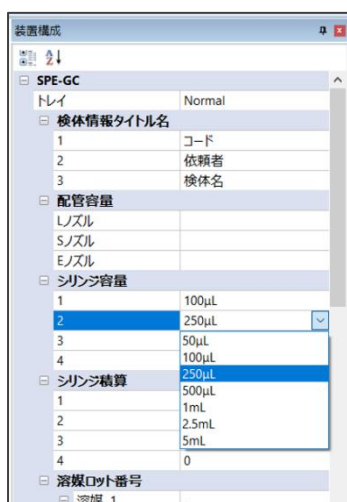 装置構成
SPE-GC
トレイ Normal
検体情報タイトル名
1 コード
2 依頼者
3 検体名
配管容量
Lノズル
Sノズル
Eノズル
シリンジ容量
1 100μL
2 250μL
3 50μL
4 100μL
250μL
シリンジ積算 500μL
1 1mL
2 2.5mL
3 5mL
4 0
溶媒ロット番号
溶媒 1